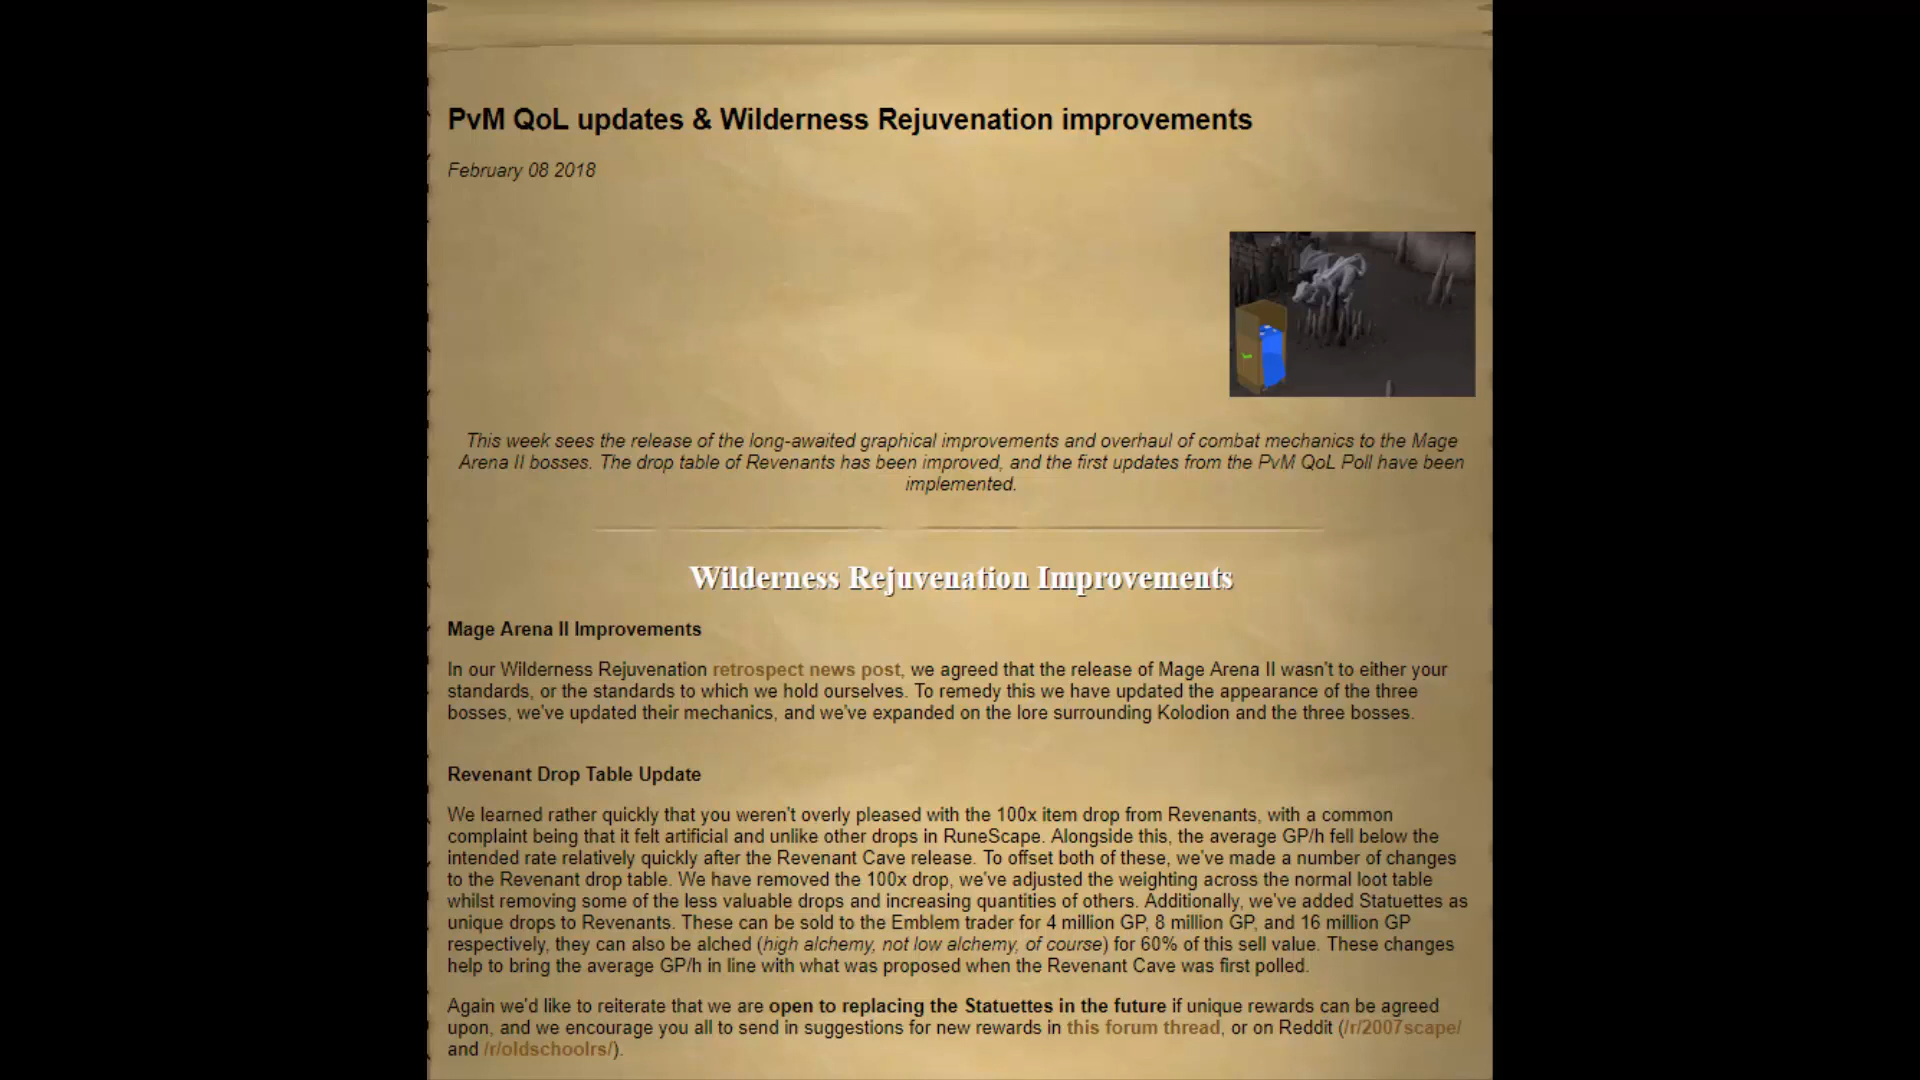 PvM QoL updates & Wilderness Rejuvenation improvements
February 08 2018
This week sees the release of the long-awaited graphical improvements and overhaul of combat mechanics to the Mage
Arena II bosses. The drop table of Revenants has been improved, and the first updates from the PvM QoL Poll have been
implemented.
Wilderness Rejuvenation Improvements
Mage Arena II Improvements
In our Wilderness Rejuvenation retrospect news post, we agreed that the release of Mage Arena II wasn't to either your
standards, or the standards to which we hold ourselves. To remedy this we have updated the appearance of the three
bosses, we've updated their mechanics, and we've expanded on the lore surrounding Kolodion and the three bosses.
Revenant Drop Table Update
We learned rather quickly that you weren't overly pleased with the 100x item drop from Revenants, with a common
complaint being that it felt artificial and unlike other drops in RuneScape. Alongside this, the average GP/h fell below the
intended rate relatively quickly after the Revenant Cave release. To offset both of these, we've made a number of changes
to the Revenant drop table. We have removed the 100x drop, we've adjusted the weighting across the normal loot table
whilst removing some of the less valuable drops and increasing quantities of others. Additionally, we've added Statuettes as
unique drops to Revenants. These can be sold to the Emblem trader for 4 million GP, 8 million GP, and 16 million GP
respectively, they can also be alched (high alchemy, not low alchemy, of course) for 60% of this sell value. These changes
help to bring the average GP/h in line with what was proposed when the Revenant Cave was first polled.
Again we'd like to reiterate that we are open to replacing the Statuettes in the future if unique rewards can be agreed
upon, and we encourage you all to send in suggestions for new rewards in this forum thread, or on Reddit (/r/2007scape/
and /r/oldschoolrs/).